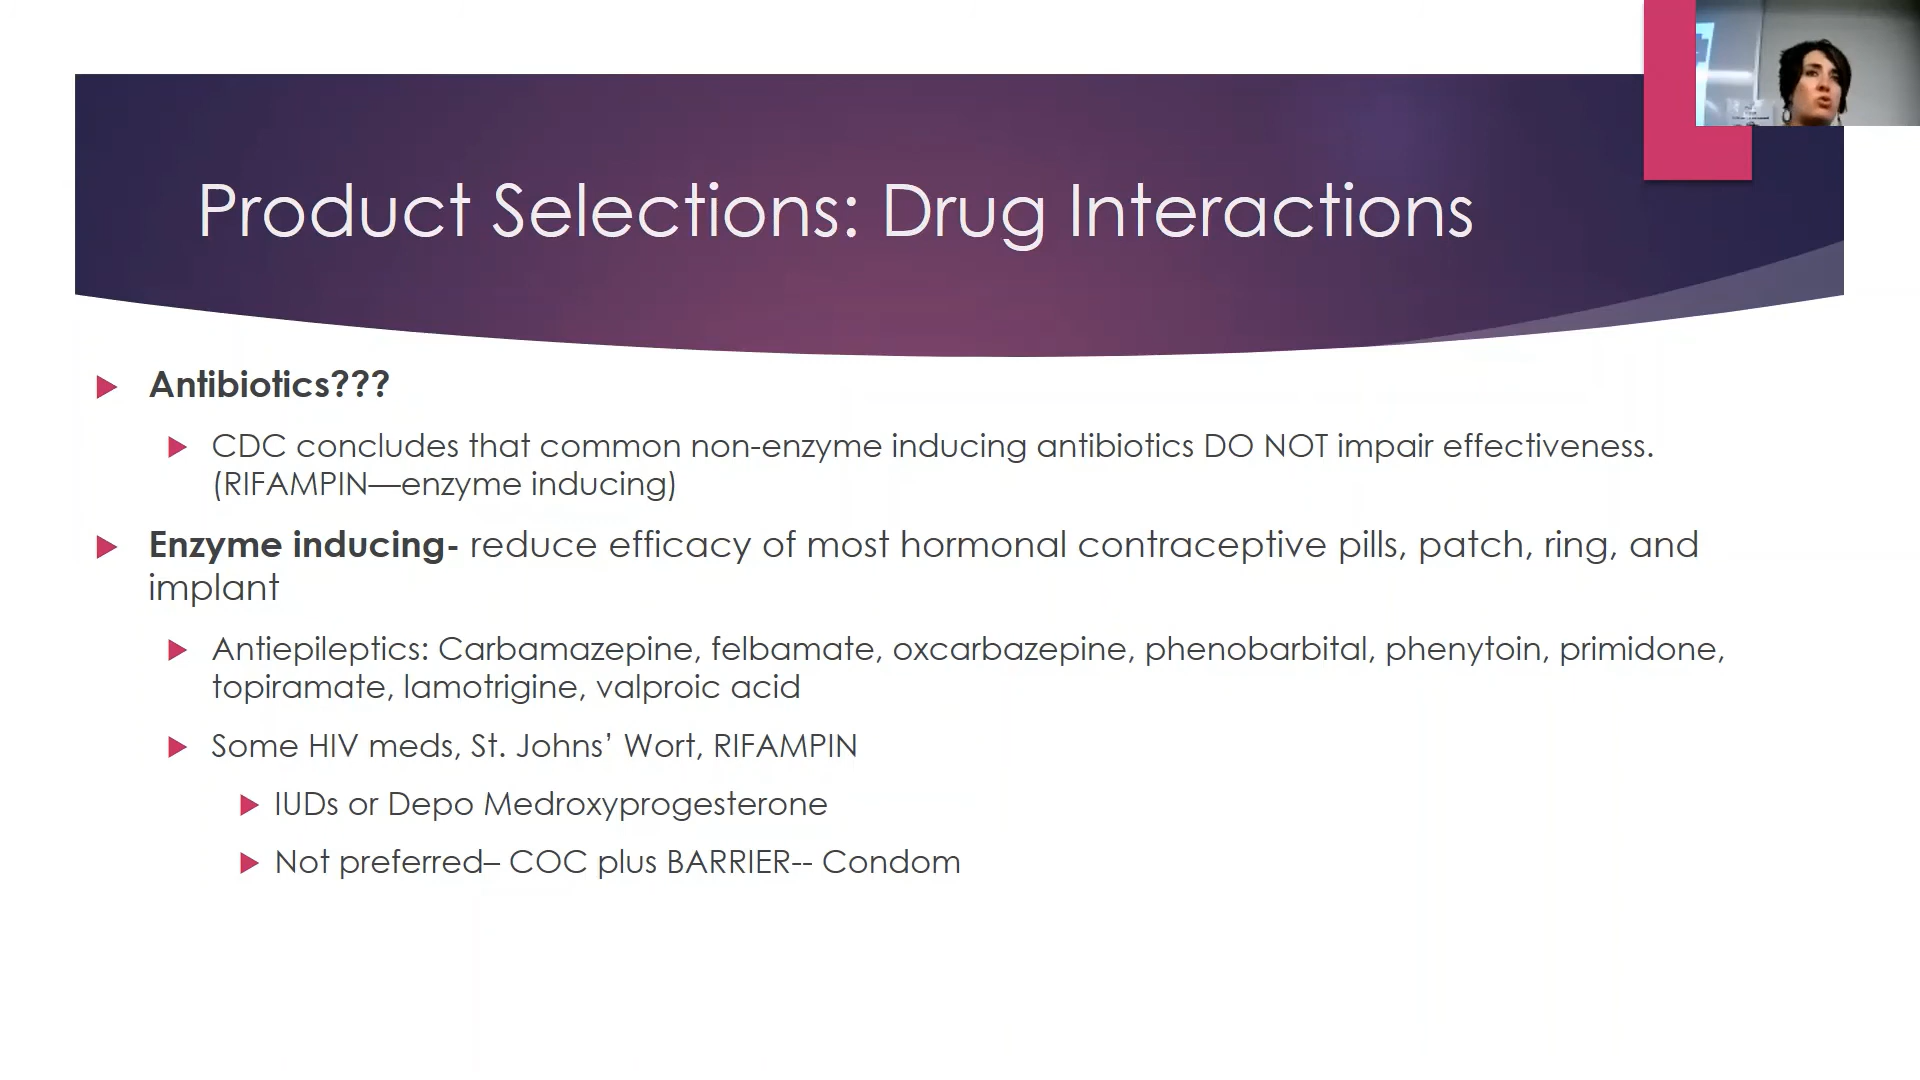 Product Selections: Drug Interactions
Antibiotics???
CDC concludes that common non-enzyme inducing antibiotics DO NOT impair effectiveness.
(RIFAMPIN—enzyme inducing)
Enzyme inducing- reduce efficacy of most hormonal contraceptive pills, patch, ring, and
implant
Antiepileptics: Carbamazepine, felbamate, oxcarbazepine, phenobarbital, phenytoin, primidone,
topiramate, lamotrigine, valproic acid
Some HIV meds, St. Johns’ Wort, RIFAMPIN
IUDs or Depo Medroxyprogesterone
Not preferred– COC plus BARRIER-- Condom